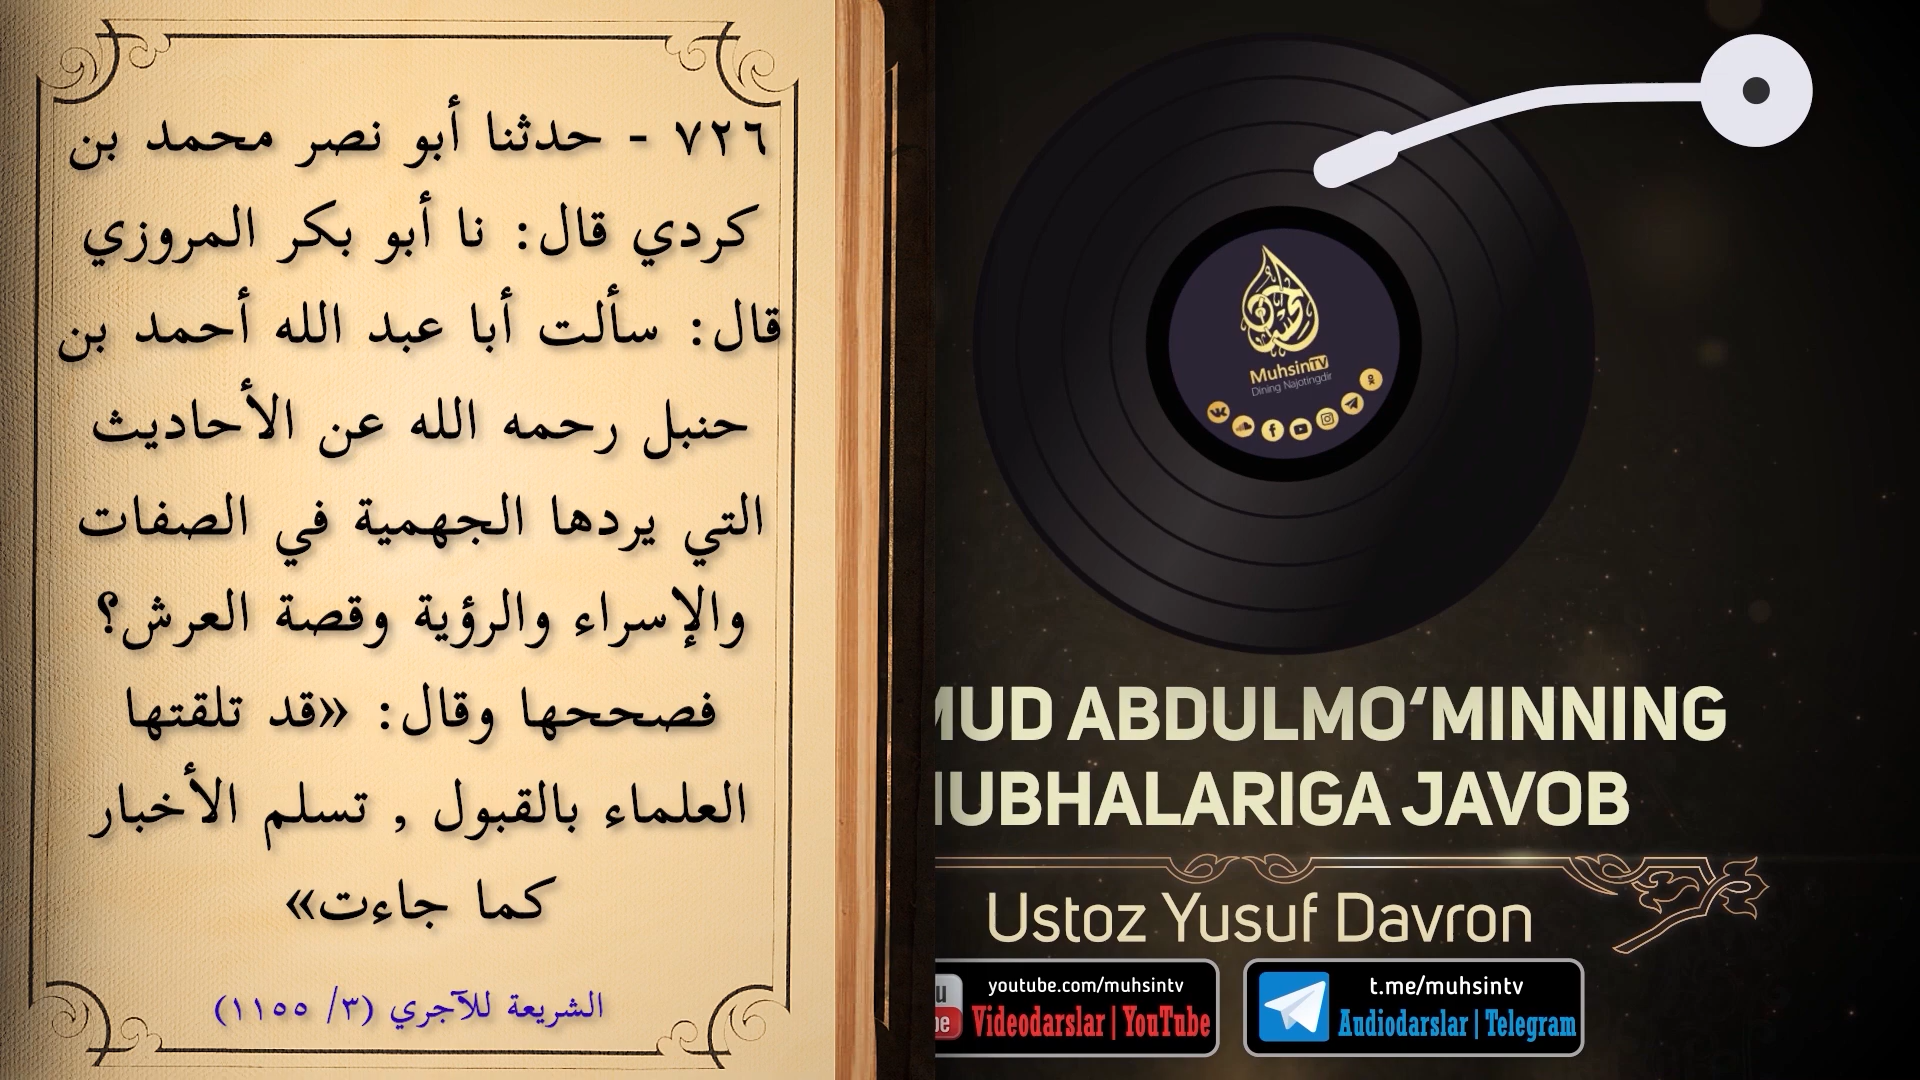 ٧٢٦ - حدثنا أبو نصر محمد بن
كردي قال: نا أبو بكر المروزي
قال: سألت أبا عبد الله أحمد بن
حنبل رحمه الله عن الأحاديث
التي يردها الجهمية في الصفات
والإسراء والرؤية وقصة العرش؟
فصححها وقال: «قد تلقتها
العلماء بالقبول , تسلم الأخبار
كما جاءت»
الشريعة للآجري (٣/ ١١٥٥)
MuhsinTV
Dining Najotingdir
MUD ABDULMO‘MINNING
HUBHALARIGA JAVOB
Ustoz Yusuf Davron
youtube.com/muhsintv
Videodarslar | YouTube
t.me/muhsintv
Audiodarslar | Telegram